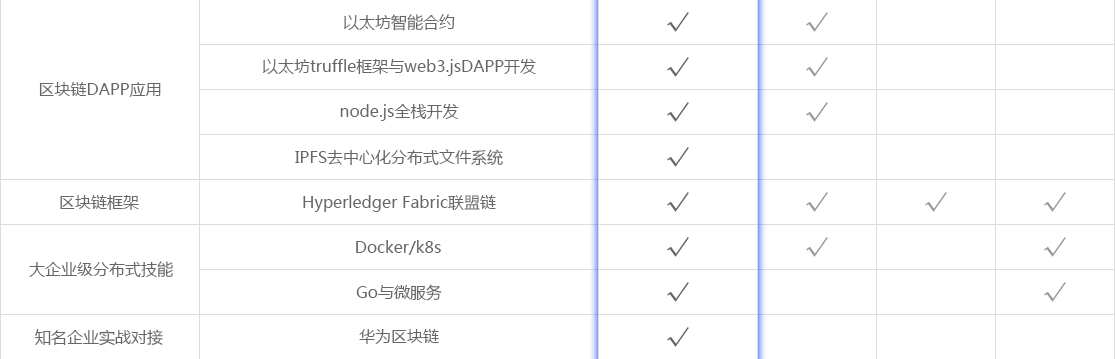 区块链DAPP应用
以太坊智能合约
以太坊truffle框架与web3.jsDAPP开发
node.js全栈开发
IPFS去中心化分布式文件系统
区块链框架
Hyperledger Fabric联盟链
大企业级分布式技能
Docker/k8s
Go与微服务
知名企业实战对接
华为区块链